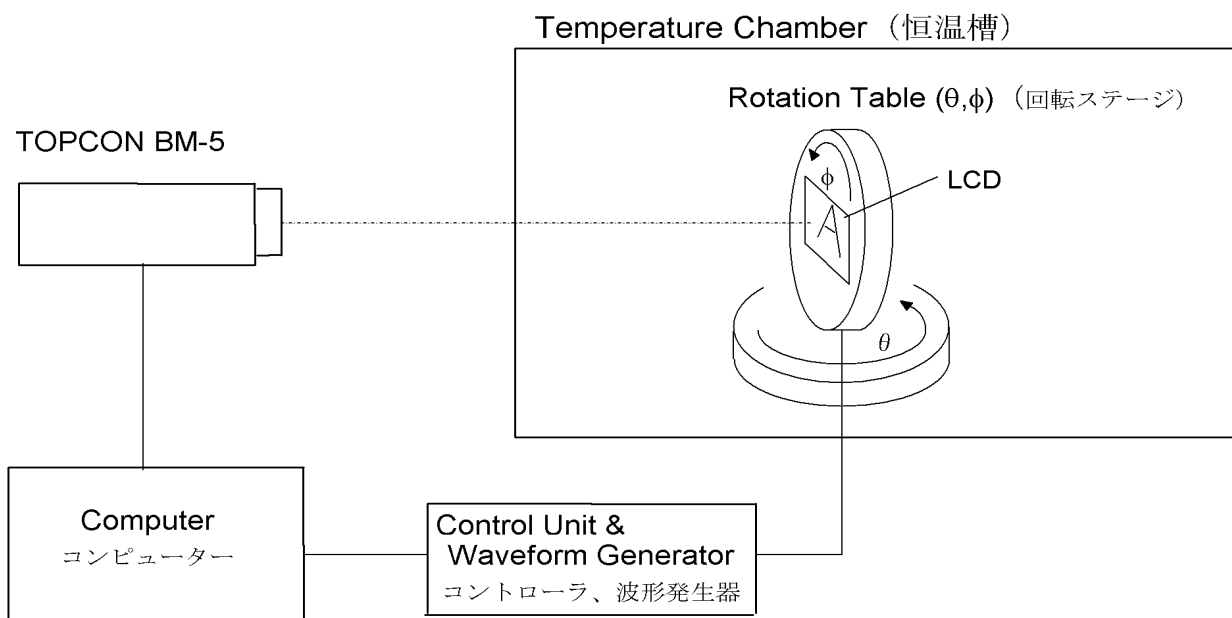 Temperature Chamber（恒温槽）
Rotation Table (θ,ϕ)（回転ステージ）
TOPCON BM-5
LCD
ϕ
A
θ
Computer
コンピューター
Control Unit &
Waveform Generator
コントローラ、波形発生器